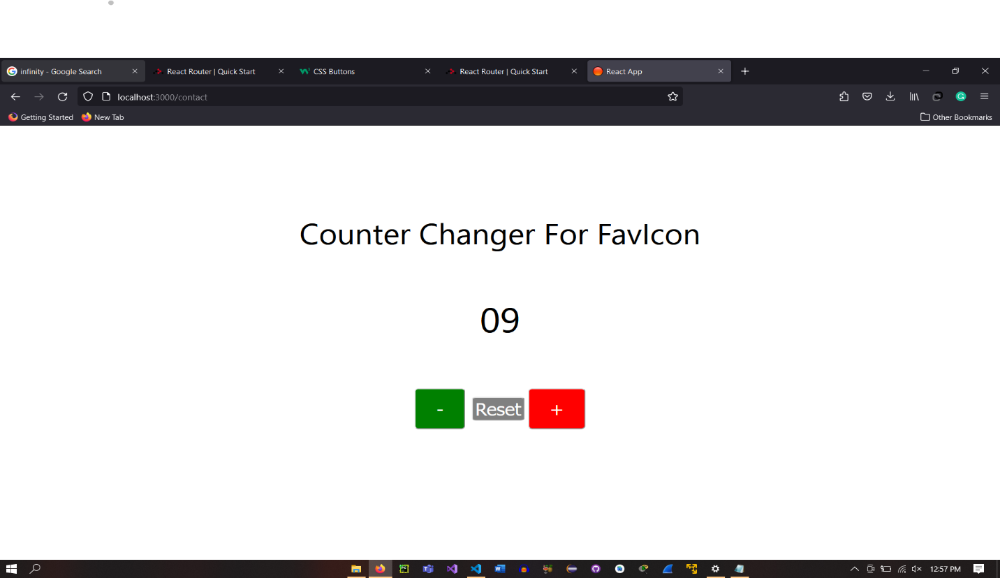 infinity - Google Search
React Router | Quick Start
CSS Buttons
React Router | Quick Start
React App
localhost:3000/contact
Getting Started
New Tab
Other Bookmarks
Counter Changer For FavIcon
09
-
Reset
+
12:57 PM